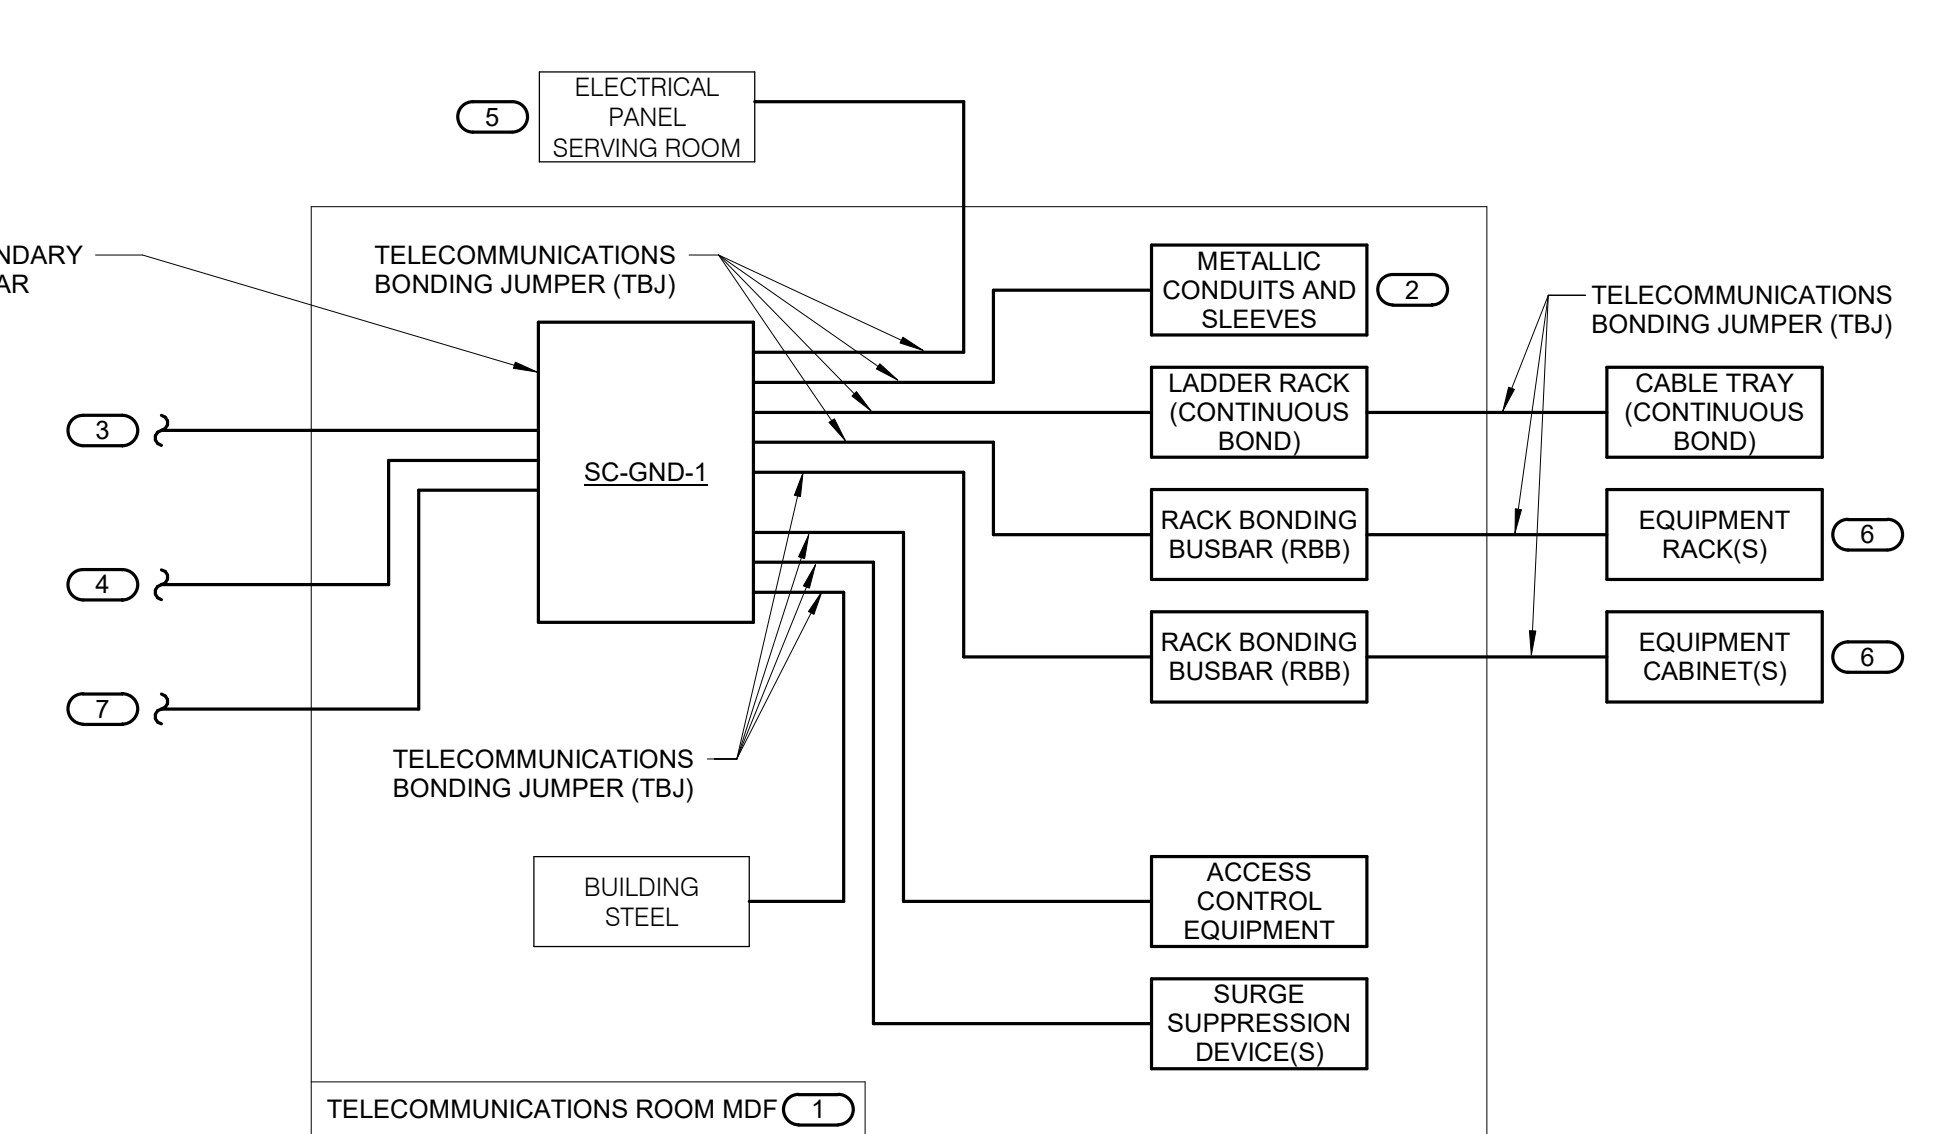 ELECTRICAL
PANEL
SERVING ROOM
5
NDARY
AR
TELECOMMUNICATIONS
BONDING JUMPER (TBJ)
METALLIC
CONDUITS AND
SLEEVES
2
TELECOMMUNICATIONS
BONDING JUMPER (TBJ)
LADDER RACK
(CONTINUOUS
BOND)
CABLE TRAY
(CONTINUOUS
BOND)
3
SC-GND-1
RACK BONDING
BUSBAR (RBB)
EQUIPMENT
RACK(S)
6
4
RACK BONDING
BUSBAR (RBB)
EQUIPMENT
CABINET(S)
6
7
TELECOMMUNICATIONS
BONDING JUMPER (TBJ)
BUILDING
STEEL
ACCESS
CONTROL
EQUIPMENT
SURGE
SUPPRESSION
DEVICE(S)
TELECOMMUNICATIONS ROOM MDF 1